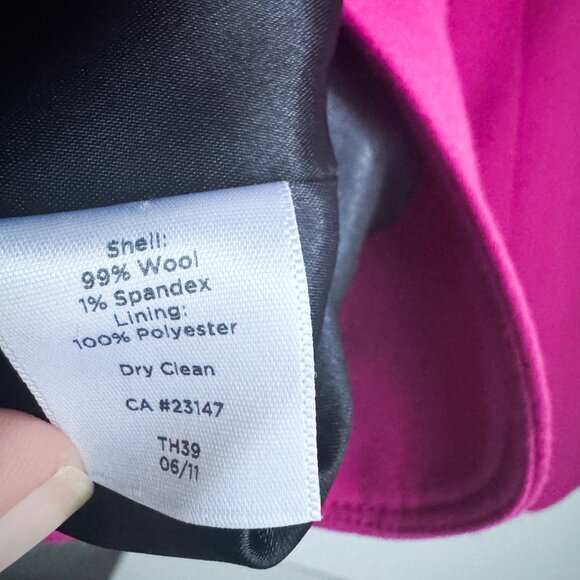 Shell:
99% Wool
1% Spandex
Lining:
100% Polyester
Dry Clean
CA #23147
TH39
06/11